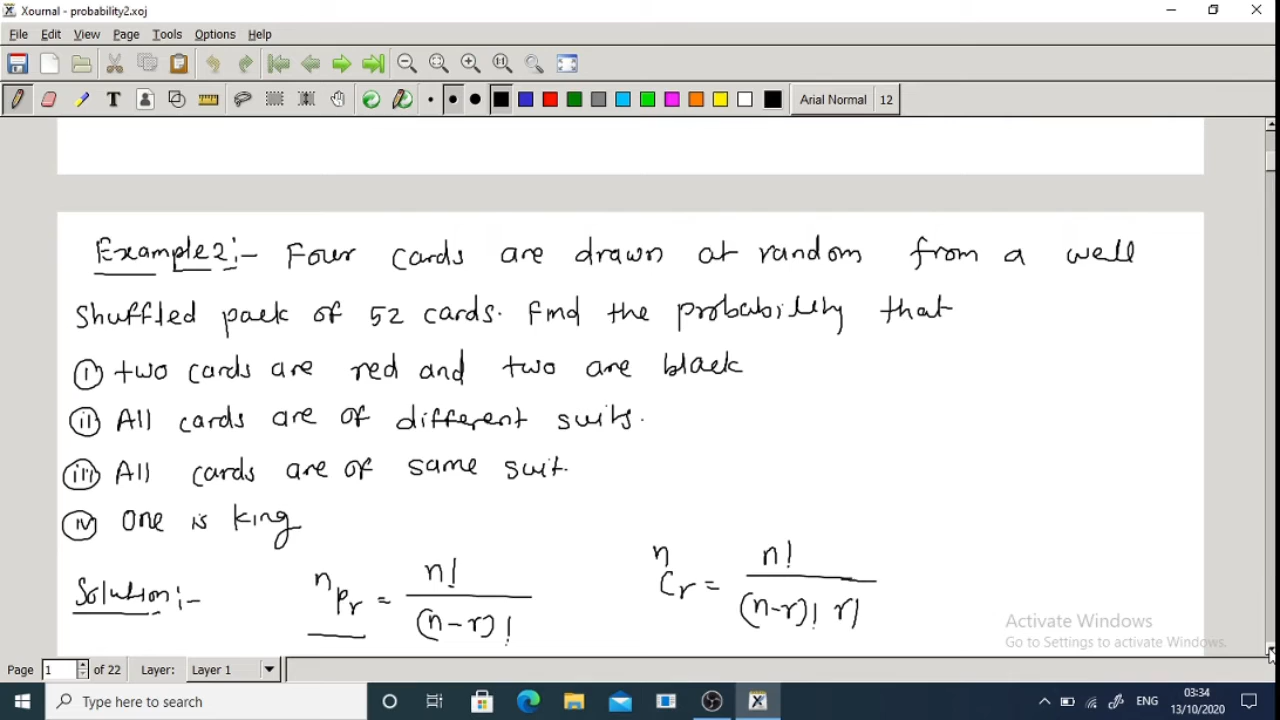 Xournal - probability2.xoj
File Edit View Page Tools Options Help
Arial Normal 12
Example2:- Four cards are drawn at random from a well
shuffled pack of 52 cards. Find the probability that
(i) two cards are red and two are black
(ii) All cards are of different suits.
(iii) All cards are of same suit.
(iv) One is king
Solution:- nPr = n! / (n-r)! nCr = n! / (n-r)! r!
Activate Windows
Go to Settings to activate Windows.
Page 1 of 22 Layer: Layer 1
Type here to search
ENG
03:34
13/10/2020